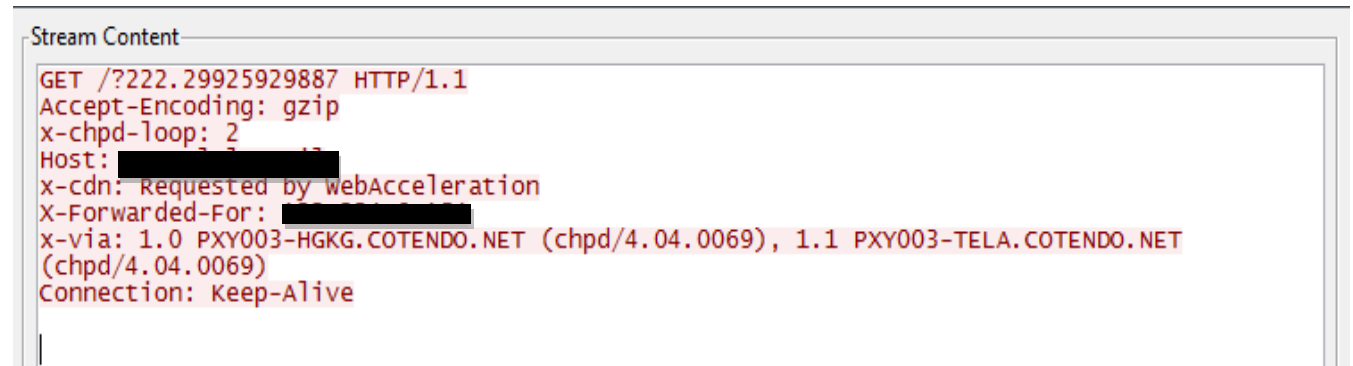 Stream Content
GET /?222.29925929887 HTTP/1.1
Accept-Encoding: gzip
x-chpd-loop: 2
Host:
x-cdn: Requested by WebAcceleration
X-Forwarded-For:
x-via: 1.0 PXY003-HGKG.COTENDO.NET (chpd/4.04.0069), 1.1 PXY003-TELA.COTENDO.NET
(chpd/4.04.0069)
Connection: Keep-Alive